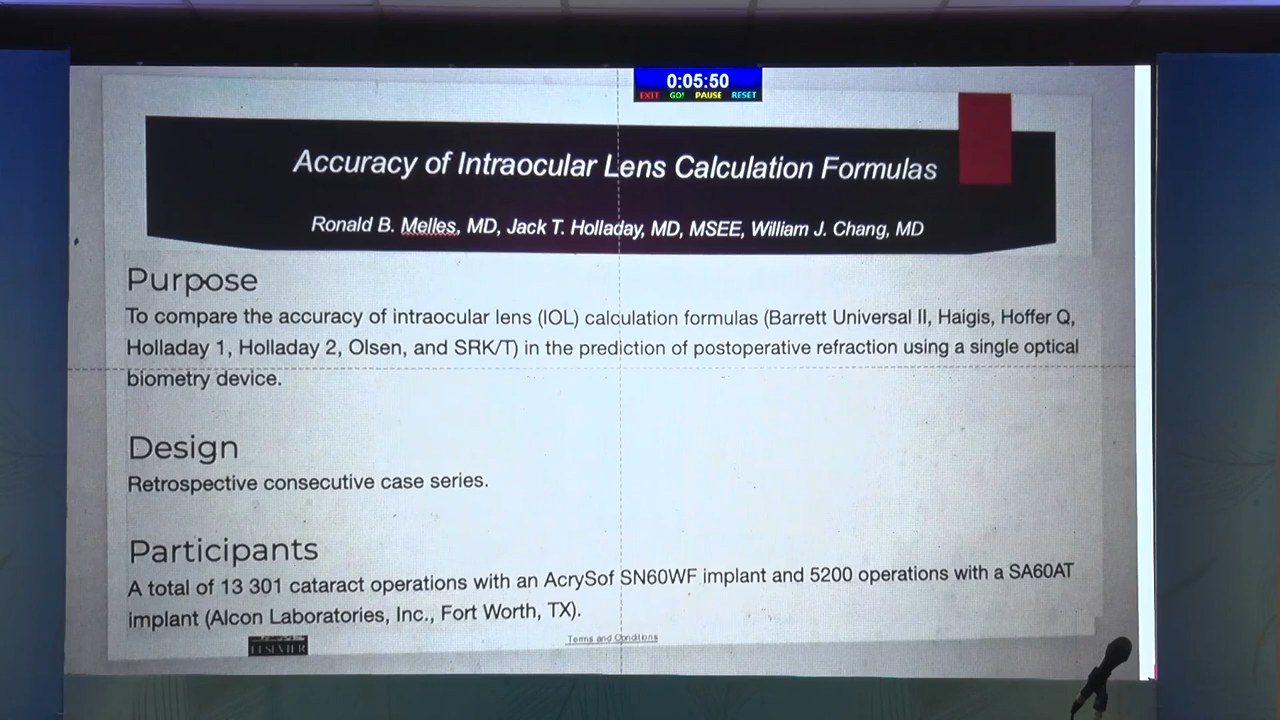 0:05:50
EXIT GO! PAUSE RESET
Accuracy of Intraocular Lens Calculation Formulas
Ronald B. Melles, MD, Jack T. Holladay, MD, MSEE, William J. Chang, MD
Purpose
To compare the accuracy of intraocular lens (IOL) calculation formulas (Barrett Universal II, Haigis, Hoffer Q,
Holladay 1, Holladay 2, Olsen, and SRK/T) in the prediction of postoperative refraction using a single optical
biometry device.
Design
Retrospective consecutive case series.
Participants
A total of 13 301 cataract operations with an AcrySof SN60WF implant and 5200 operations with a SA60AT
implant (Alcon Laboratories, Inc., Fort Worth, TX).
ELSEVIER
Terms and Conditions